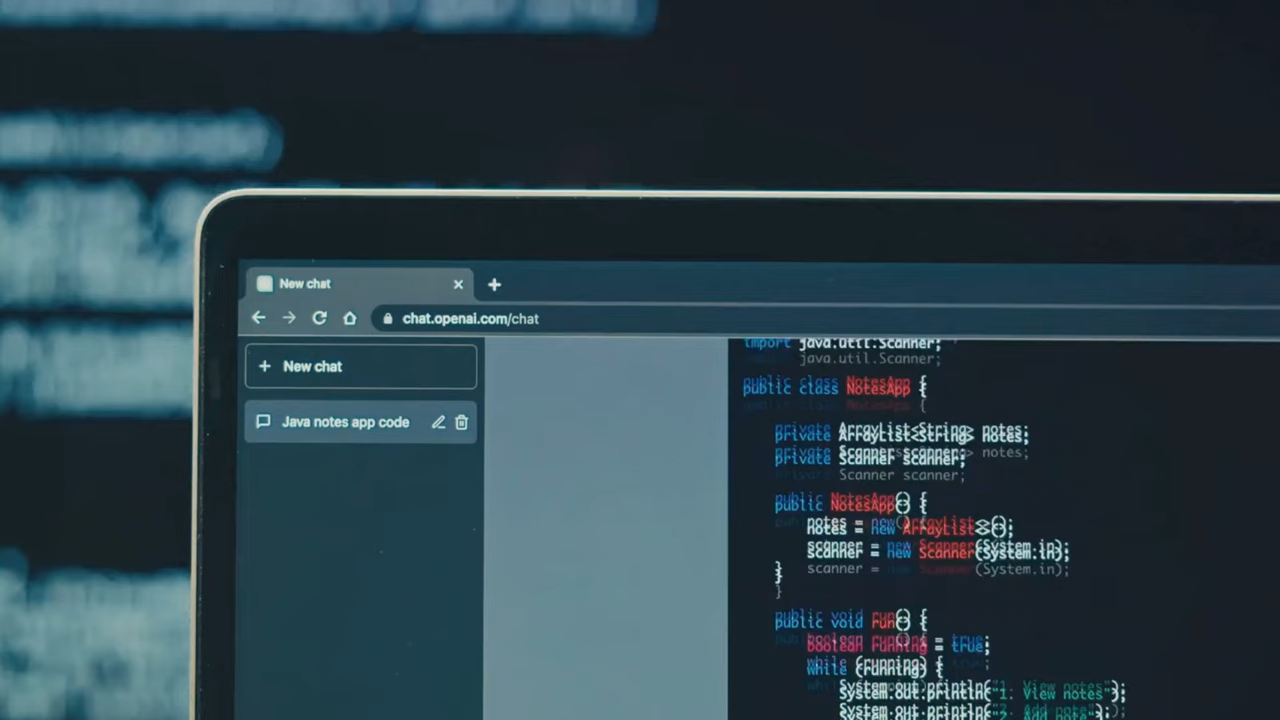 New chat
chat.openai.com/chat
New chat
Java notes app code
import java.util.Scanner;
public class NotesApp {
private ArrayList<String> notes;
private Scanner scanner;
public NotesApp() {
notes = new ArrayList<>();
scanner = new Scanner(System.in);
}
public void run() {
boolean running = true;
while (running) {
System.out.println("1. View notes");
System.out.println("2. Add note");